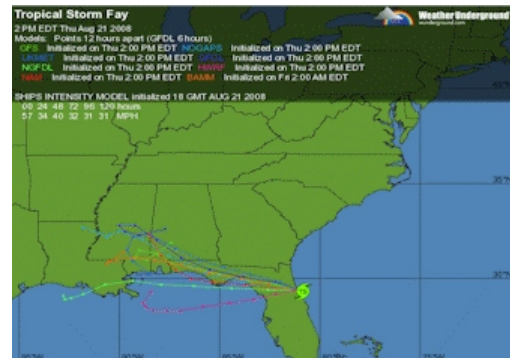 Tropical Storm Fay
Weather Underground
wunderground.com
2 PM EDT Thu Aug 21 2008
Models: Points 12 hours apart (GFDL 6 hours)
GFS Initialized on Thu 2:00 PM EDT NOGAPS Initialized on Thu 2:00 PM EDT
UKMET Initialized on Thu 2:00 PM EDT GFDL Initialized on Thu 2:00 PM EDT
NGFDL Initialized on Thu 2:00 PM EDT HWRF Initialized on Thu 2:00 PM EDT
NAM Initialized on Thu 2:00 PM EDT BAMM Initialized on Fri 2:00 AM EDT
SHIPS INTENSITY MODEL initialized 18 GMT AUG 21 2008
00 24 48 72 96 120 hours
57 34 40 32 31 31 MPH
35°N
30°N
TS